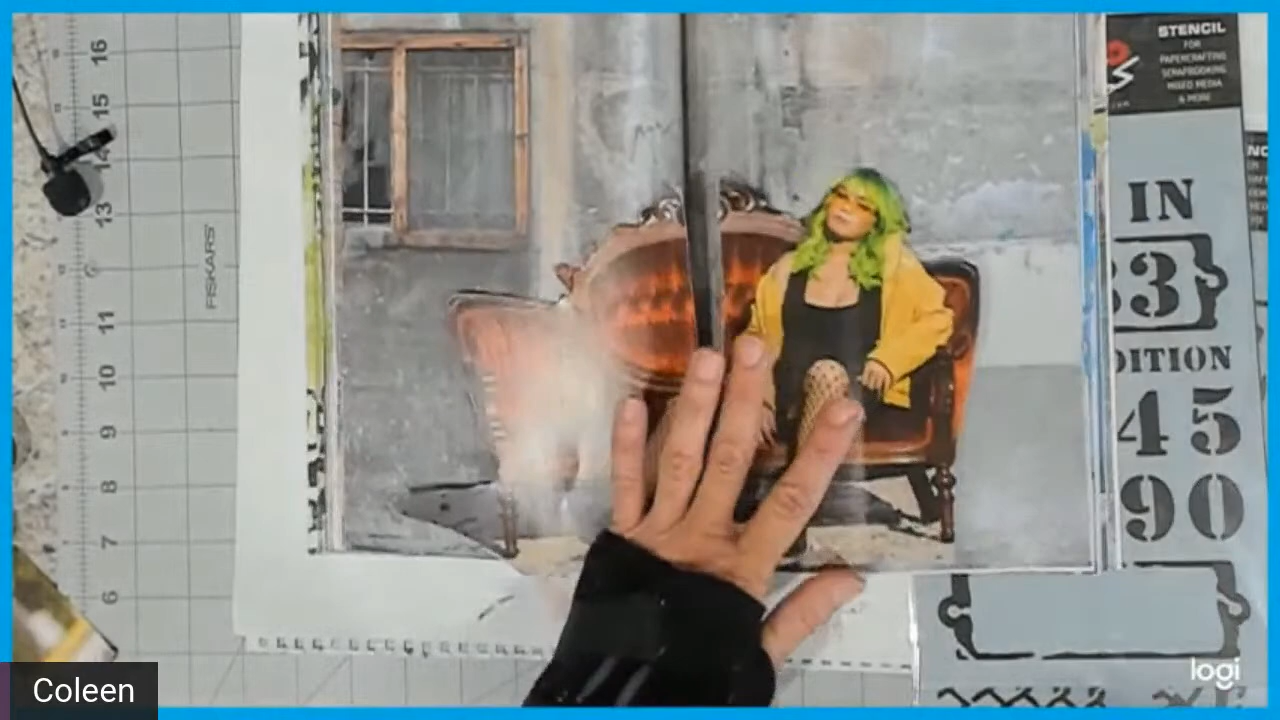 16
15
14
13
11
10
9
8
7
6
FISKARS
STENCIL
FOR
PAPERCRAFTING
SCRAPBOOKING
MIXED MEDIA
& MORE
IN
33
DITION
45
90
logi
Coleen